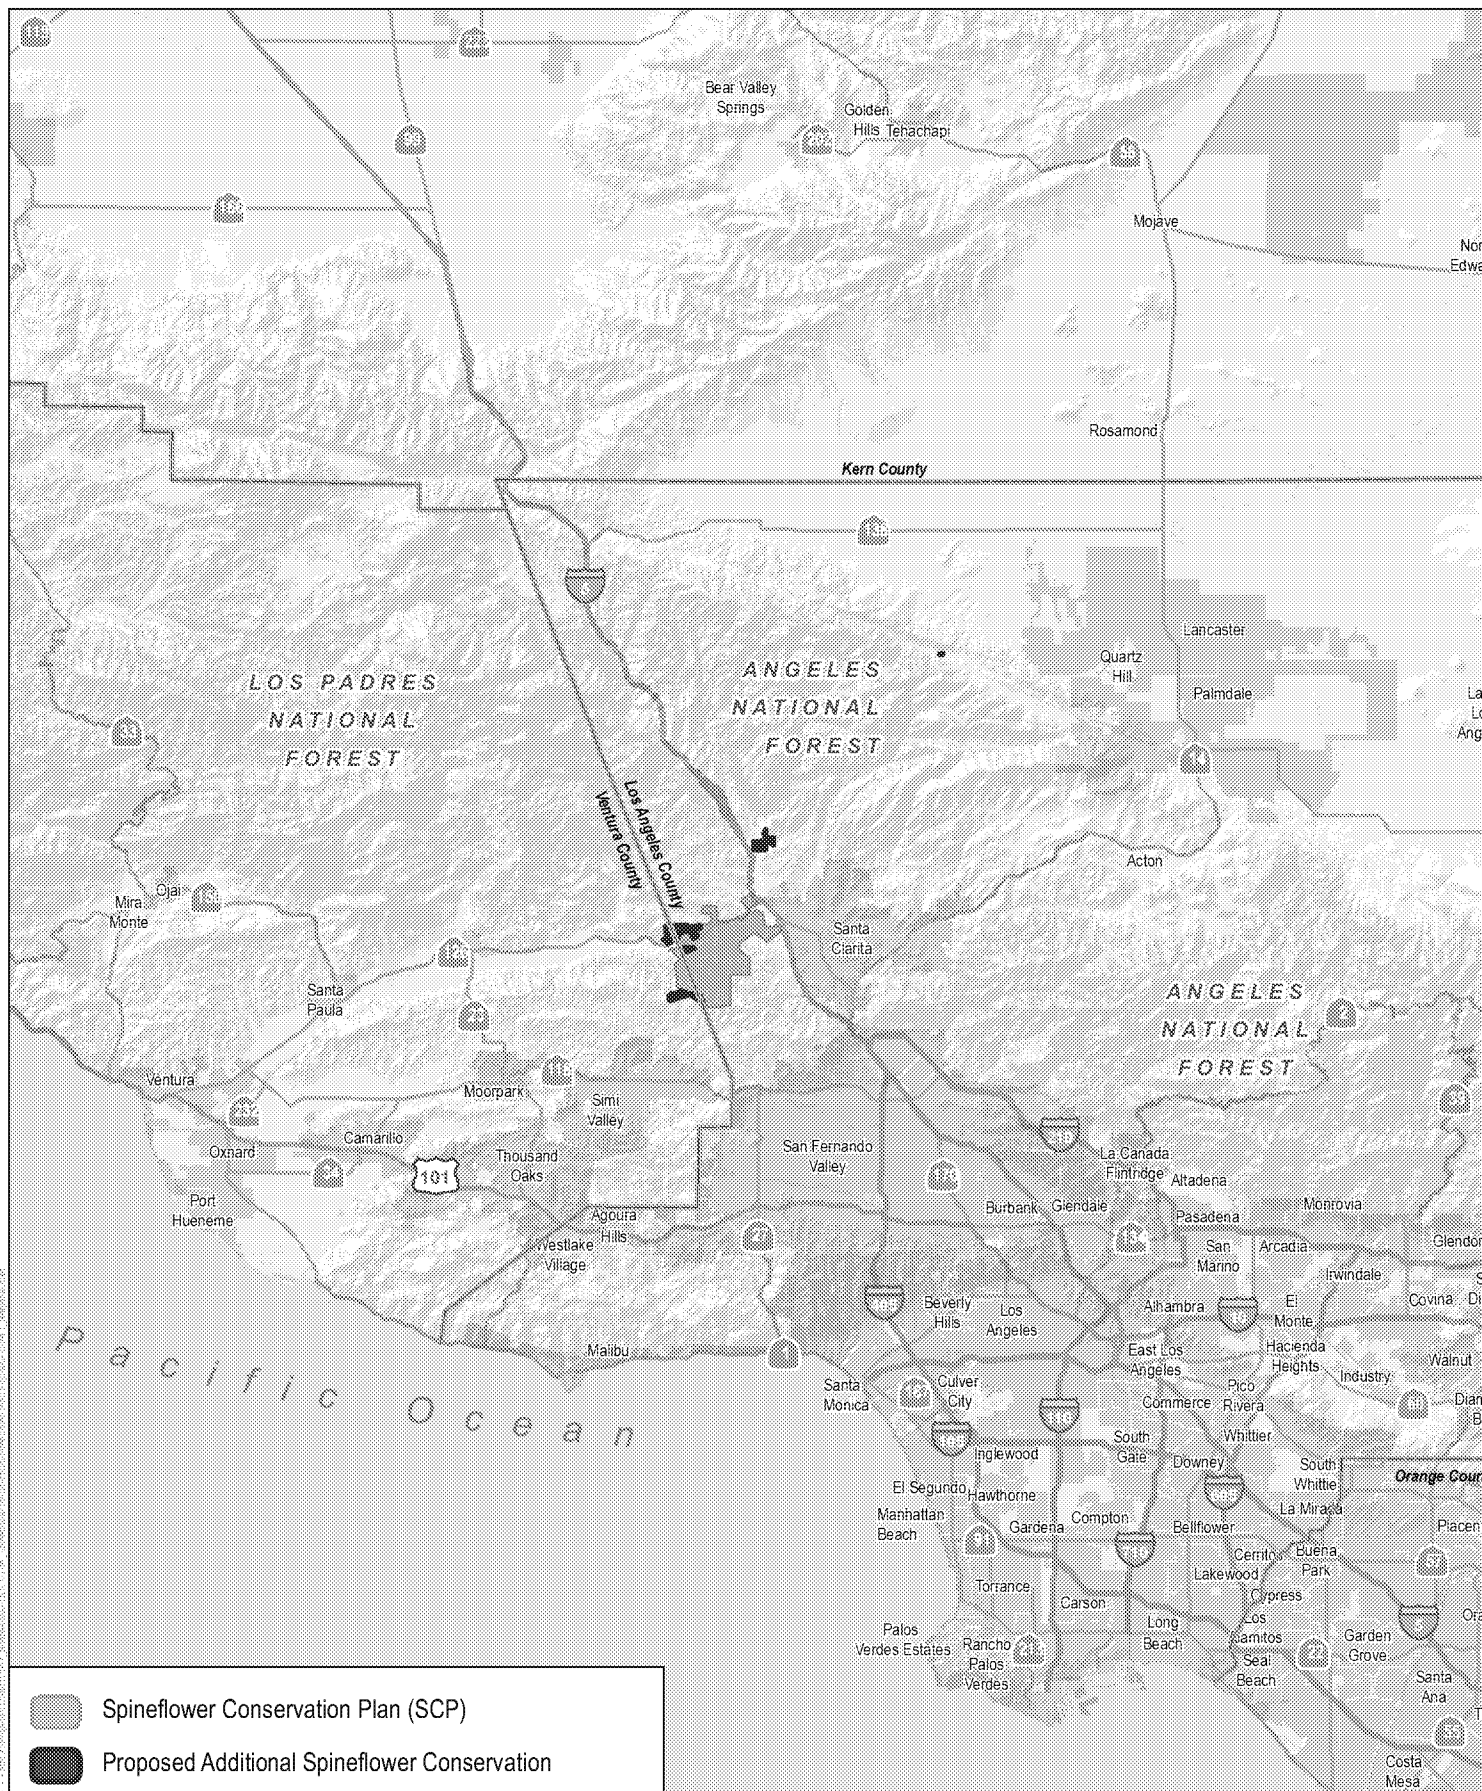 Bear Valley
Springs
Golden
Hills
Tehachapi
Mojave
Rosamond
Kern County
Lancaster
Quartz
Hill
Palmdale
LOS PADRES
NATIONAL
FOREST
ANGELES
NATIONAL
FOREST
33
14
Los Angeles County
Ventura County
Acton
Ojai
Mira
Monte
Santa
Clarita
126
Santa
Paula
ANGELES
NATIONAL
FOREST
2
Ventura
Moorpark
Simi
Valley
Oxnard
Camarillo
Thousand
Oaks
101
San Fernando
Valley
La Canada
Flintridge
Altadena
Port
Hueneme
Agoura
Hills
Burbank
Glendale
Pasadena
Monrovia
134
Westlake
Village
San
Marino
Arcadia
Irwindale
Beverly
Hills
Los
Angeles
Alhambra
El
Monte
Covina
Malibu
East Los
Angeles
Hacienda
Heights
Industry
Walnut
Santa
Monica
Culver
City
Commerce
Pico
Rivera
Whittier
Pacific Ocean
Inglewood
South
Gate
Downey
South
Whittier
El Segundo
Hawthorne
La Mirada
Manhattan
Beach
Gardena
Compton
Bellflower
Cerritos
Buena
Park
Lakewood
Torrance
Carson
Cypress
Los
Long
Beach
Palos
Verdes Estates
Rancho
Palos
Verdes
Seal
Beach
Garden
Grove
Santa
Ana
Costa
Mesa
Spineflower Conservation Plan (SCP)
Proposed Additional Spineflower Conservation